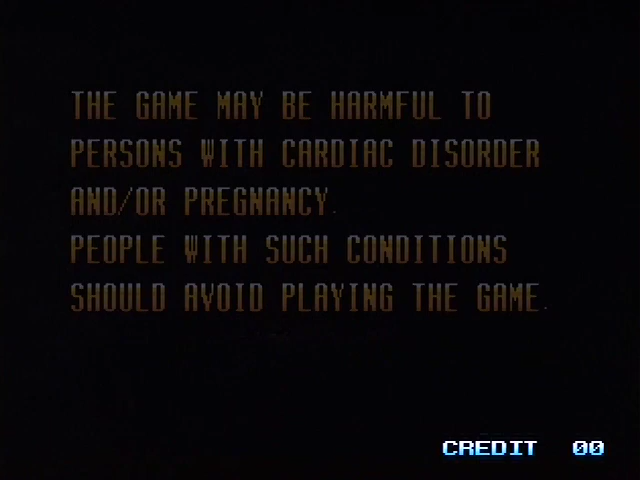 THE GAME MAY BE HARMFUL TO
PERSONS WITH CARDIAC DISORDER
AND/OR PREGNANCY.
PEOPLE WITH SUCH CONDITIONS
SHOULD AVOID PLAYING THE GAME.
CREDIT 00